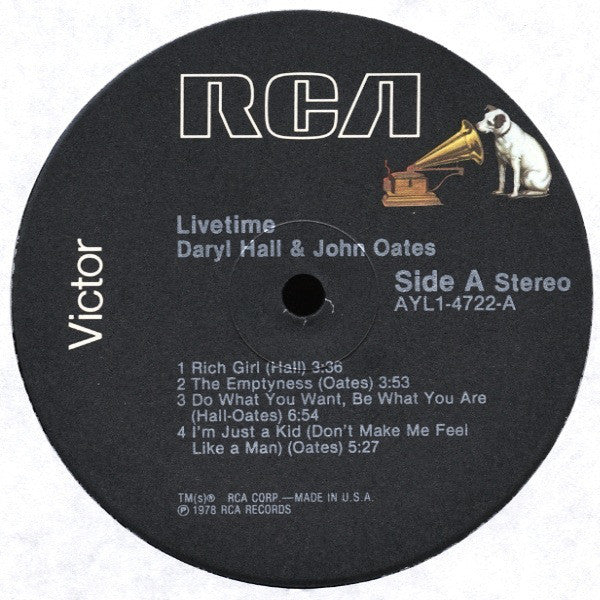 RCA
Victor
Livetime
Daryl Hall & John Oates
Side A Stereo
AYL1-4722-A
1 Rich Girl (Hall) 3:36
2 The Emptyness (Oates) 3:53
3 Do What You Want, Be What You Are
(Hall-Oates) 6:54
4 I'm Just a Kid (Don't Make Me Feel
Like a Man) (Oates) 5:27
TM(s)® RCA CORP.—MADE IN U.S.A.
℗ 1978 RCA RECORDS